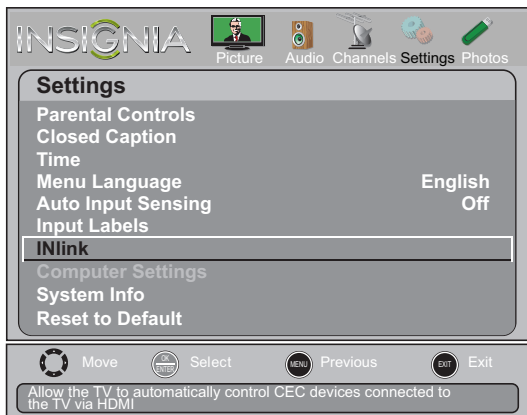 INSIGNIA
Picture Audio Channels Settings Photos
Settings
Parental Controls
Closed Caption
Time
Menu Language English
Auto Input Sensing Off
Input Labels
INlink
Computer Settings
System Info
Reset to Default
Move OK ENTER Select MENU Previous EXIT Exit
Allow the TV to automatically control CEC devices connected to
the TV via HDMI